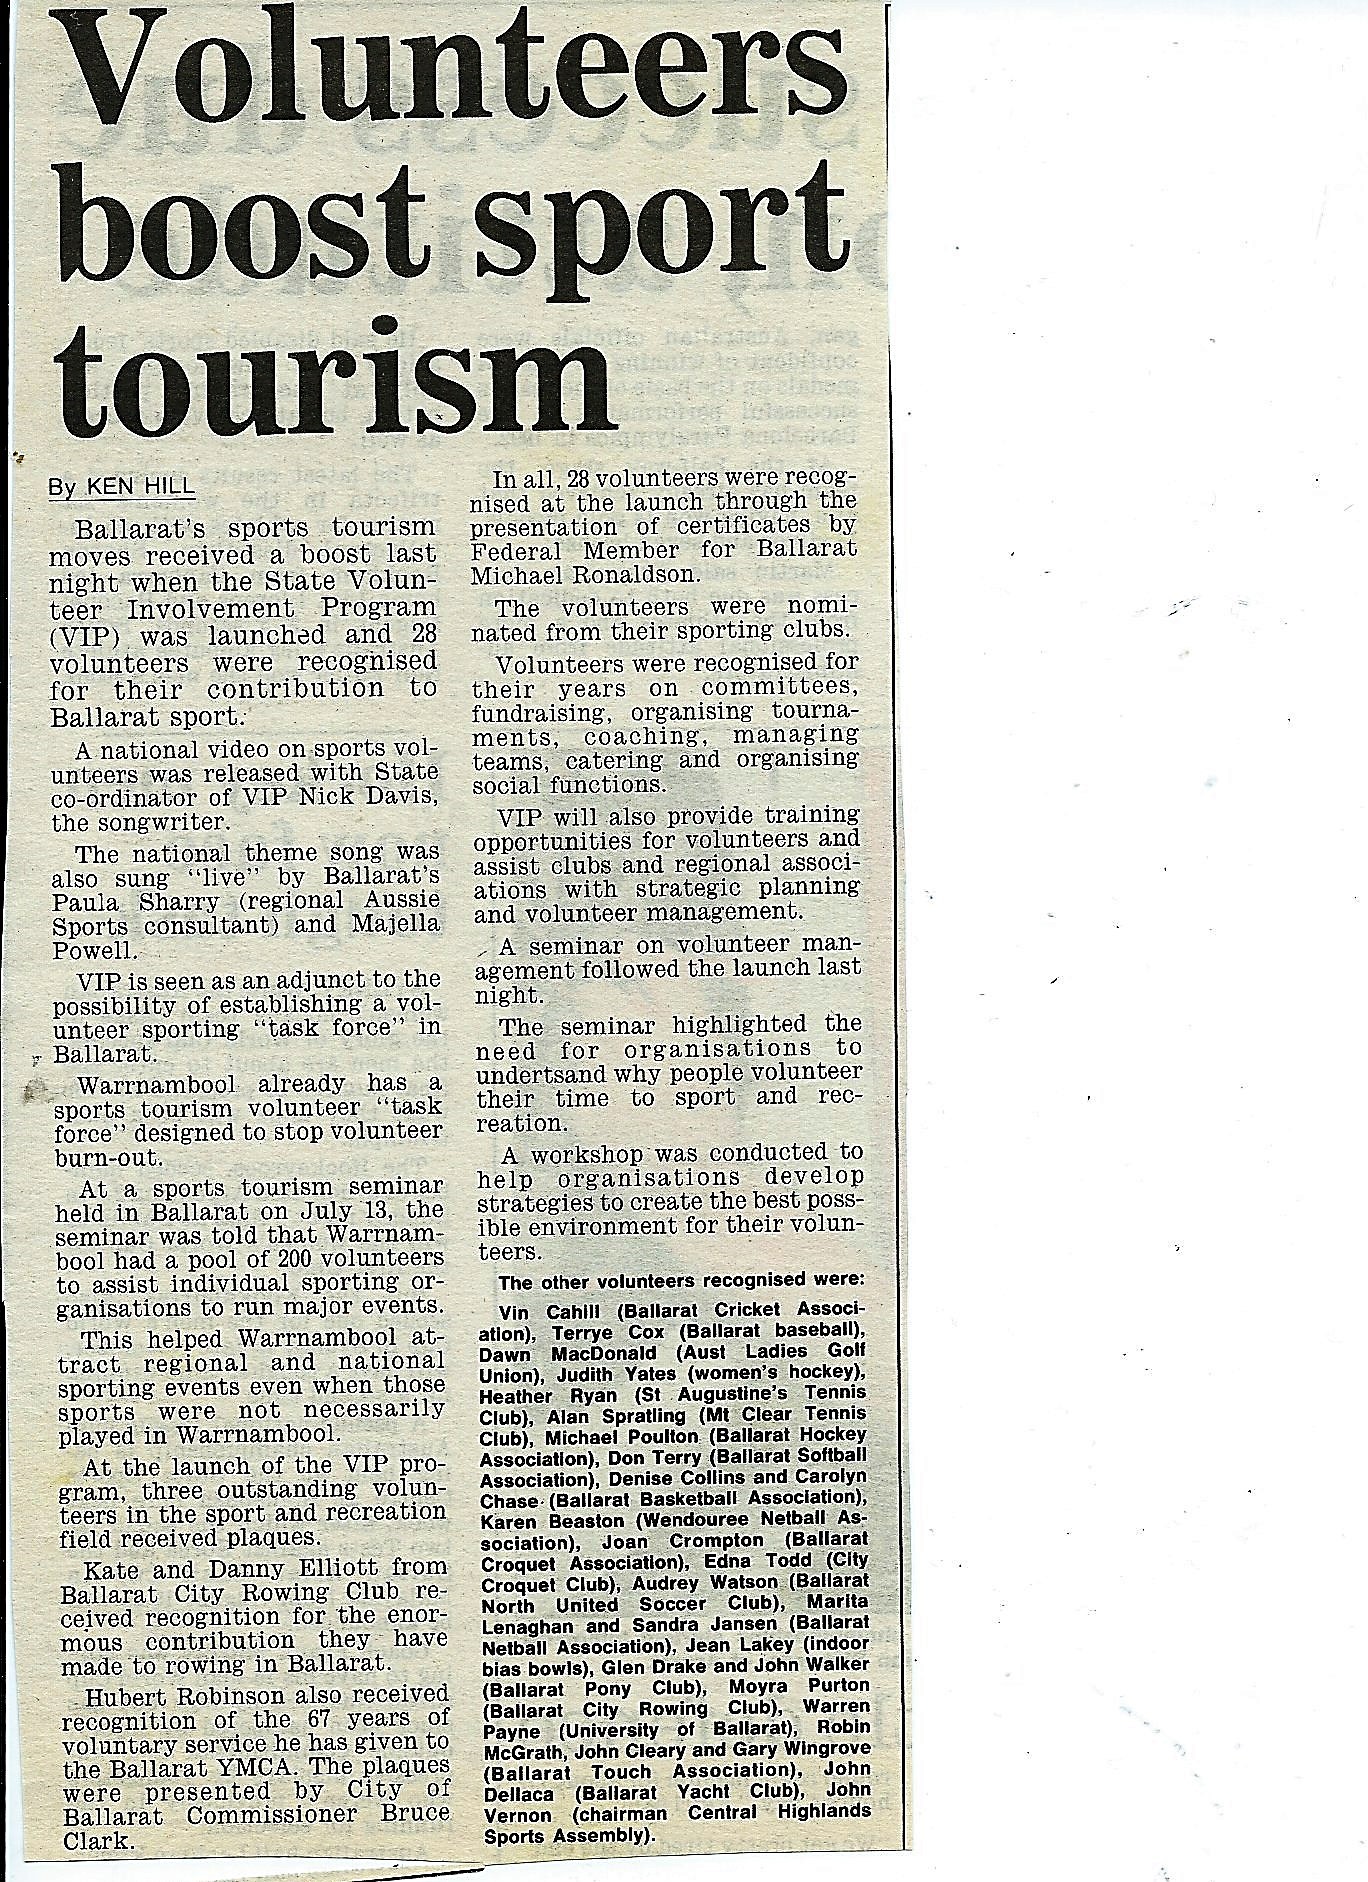 Volunteers
boost sport
tourism
By KEN HILL
Ballarat's sports tourism
moves received a boost last
night when the State Volun-
teer Involvement Program
(VIP) was launched and 28
volunteers were recognised
for their contribution to
Ballarat sport.
A national video on sports vol-
unteers was released with State
co-ordinator of VIP Nick Davis,
the songwriter.
The national theme song was
also sung "live" by Ballarat's
Paula Sharry (regional Aussie
Sports consultant) and Majella
Powell.
VIP is seen as an adjunct to the
possibility of establishing a vol-
unteer sporting "task force" in
Ballarat.
Warrnambool already has a
sports tourism volunteer "task
force" designed to stop volunteer
burn-out.
At a sports tourism seminar
held in Ballarat on July 13, the
seminar was told that Warrnam-
bool had a pool of 200 volunteers
to assist individual sporting or-
ganisations to run major events.
This helped Warrnambool at-
tract regional and national
sporting events even when those
sports were not necessarily
played in Warrnambool.
At the launch of the VIP pro-
gram, three outstanding volun-
teers in the sport and recreation
field received plaques.
Kate and Danny Elliott from
Ballarat City Rowing Club re-
ceived recognition for the enor-
mous contribution they have
made to rowing in Ballarat.
Hubert Robinson also received
recognition of the 67 years of
voluntary service he has given to
the Ballarat YMCA. The plaques
were presented by City of
Ballarat Commissioner Bruce
Clark.
In all, 28 volunteers were recog-
nised at the launch through the
presentation of certificates by
Federal Member for Ballarat
Michael Ronaldson.
The volunteers were nomi-
nated from their sporting clubs.
Volunteers were recognised for
their years on committees,
fundraising, organising tourna-
ments, coaching, managing
teams, catering and organising
social functions.
VIP will also provide training
opportunities for volunteers and
assist clubs and regional associ-
ations with strategic planning
and volunteer management.
A seminar on volunteer man-
agement followed the launch last
night.
The seminar highlighted the
need for organisations to
undertsand why people volunteer
their time to sport and rec-
reation.
A workshop was conducted to
help organisations develop
strategies to create the best poss-
ible environment for their volun-
teers.
The other volunteers recognised were:
Vin Cahill (Ballarat Cricket Associ-
ation), Terrye Cox (Ballarat baseball),
Dawn MacDonald (Aust Ladies Golf
Union), Judith Yates (women's hockey),
Heather Ryan (St Augustine's Tennis
Club), Alan Spratling (Mt Clear Tennis
Club), Michael Poulton (Ballarat Hockey
Association), Don Terry (Ballarat Softball
Association), Denise Collins and Carolyn
Chase (Ballarat Basketball Association),
Karen Beaston (Wendouree Netball As-
sociation), Joan Crompton (Ballarat
Croquet Association), Edna Todd (City
Croquet Club), Audrey Watson (Ballarat
North United Soccer Club), Marita
Lenaghan and Sandra Jansen (Ballarat
Netball Association), Jean Lakey (indoor
bias bowls), Glen Drake and John Walker
(Ballarat Pony Club), Moyra Purton
(Ballarat City Rowing Club), Warren
Payne (University of Ballarat), Robin
McGrath, John Cleary and Gary Wingrove
(Ballarat Touch Association), John
Dellaca (Ballarat Yacht Club), John
Vernon (chairman Central Highlands
Sports Assembly).